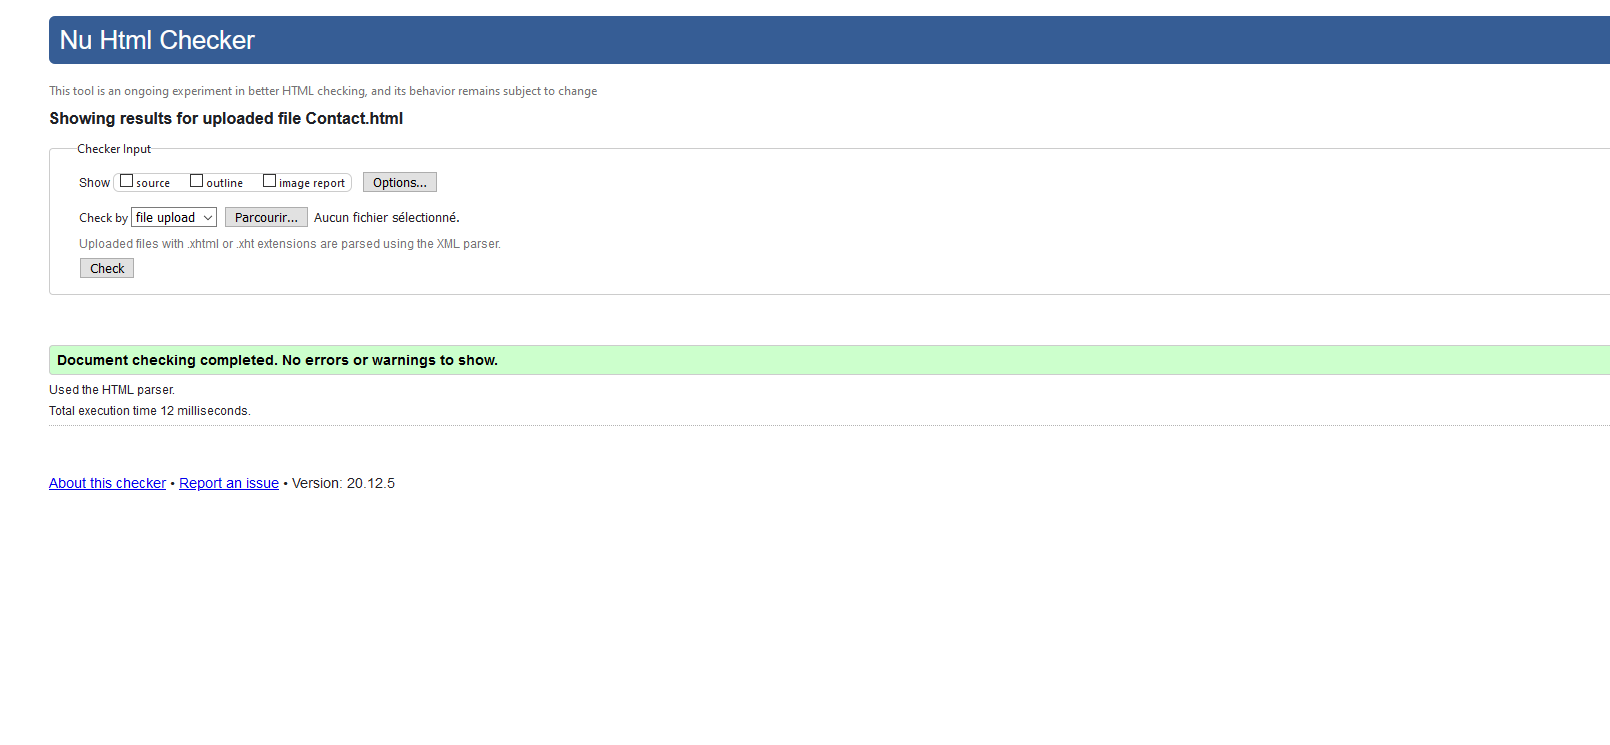 Nu Html Checker
This tool is an ongoing experiment in better HTML checking, and its behavior remains subject to change
Showing results for uploaded file Contact.html
Checker Input
Show source outline image report Options...
Check by file upload Parcourir... Aucun fichier sélectionné.
Uploaded files with .xhtml or .xht extensions are parsed using the XML parser.
Check
Document checking completed. No errors or warnings to show.
Used the HTML parser.
Total execution time 12 milliseconds.
About this checker • Report an issue • Version: 20.12.5